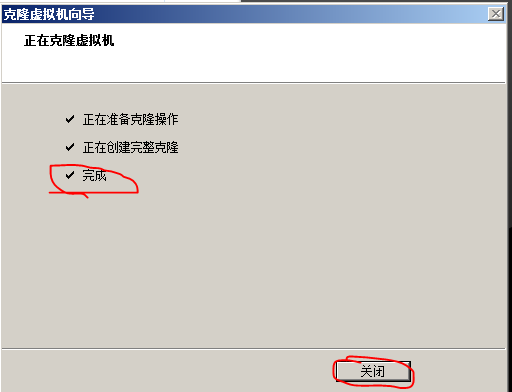 克隆虚拟机向导
正在克隆虚拟机
正在准备克隆操作
正在创建完整克隆
完成
关闭